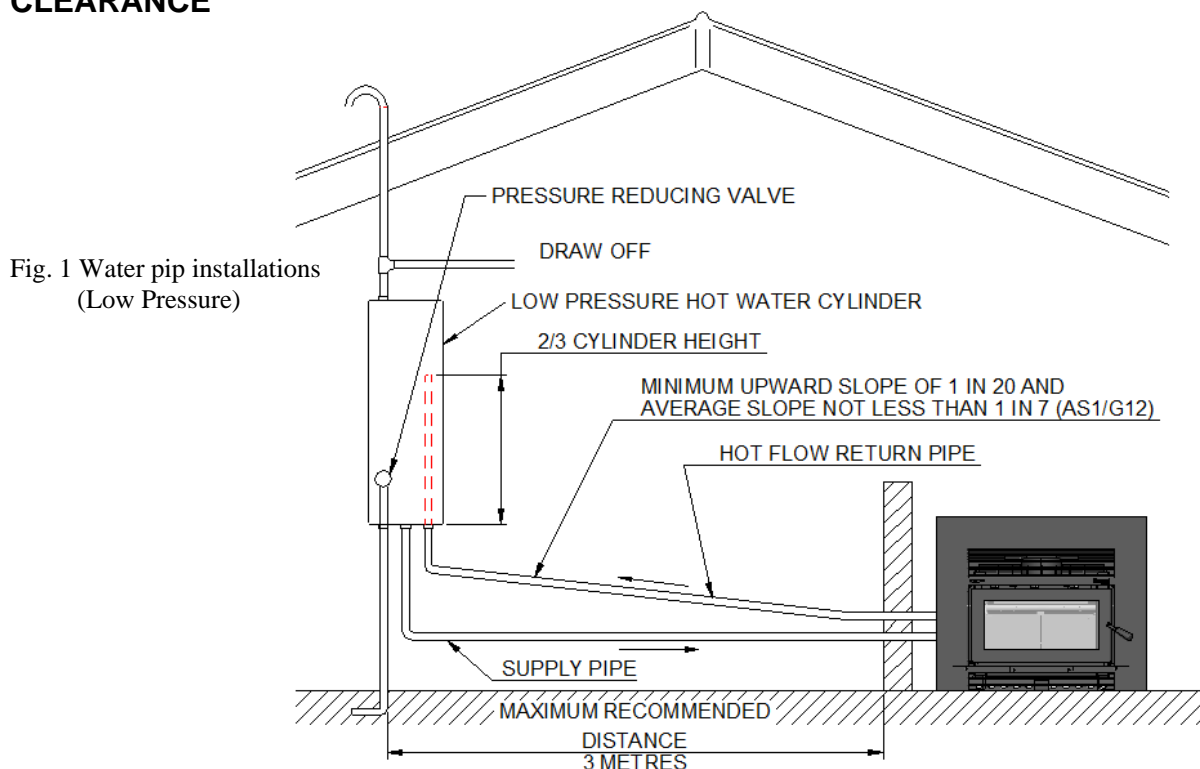 CLEARANCE
PRESSURE REDUCING VALVE
DRAW OFF
Fig. 1 Water pip installations
(Low Pressure)
LOW PRESSURE HOT WATER CYLINDER
2/3 CYLINDER HEIGHT
MINIMUM UPWARD SLOPE OF 1 IN 20 AND
AVERAGE SLOPE NOT LESS THAN 1 IN 7 (AS1/G12)
HOT FLOW RETURN PIPE
SUPPLY PIPE
MAXIMUM RECOMMENDED
DISTANCE
3 METRES